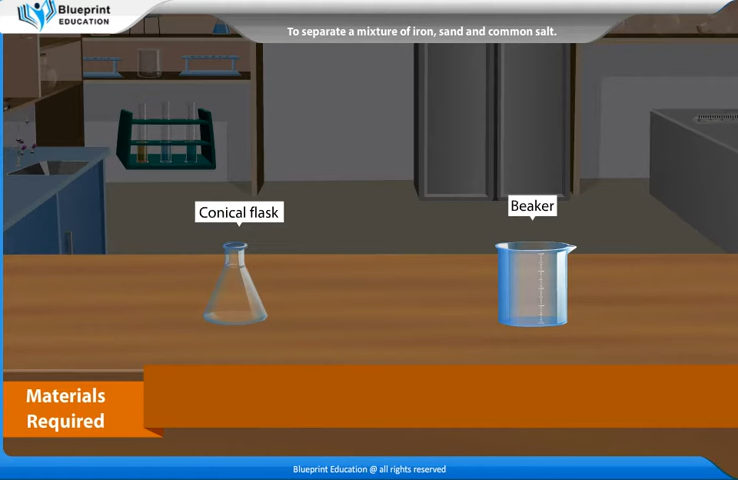 Blueprint
EDUCATION
To separate a mixture of iron, sand and common salt.
Conical flask
Beaker
Materials
Required
Blueprint Education @ all rights reserved